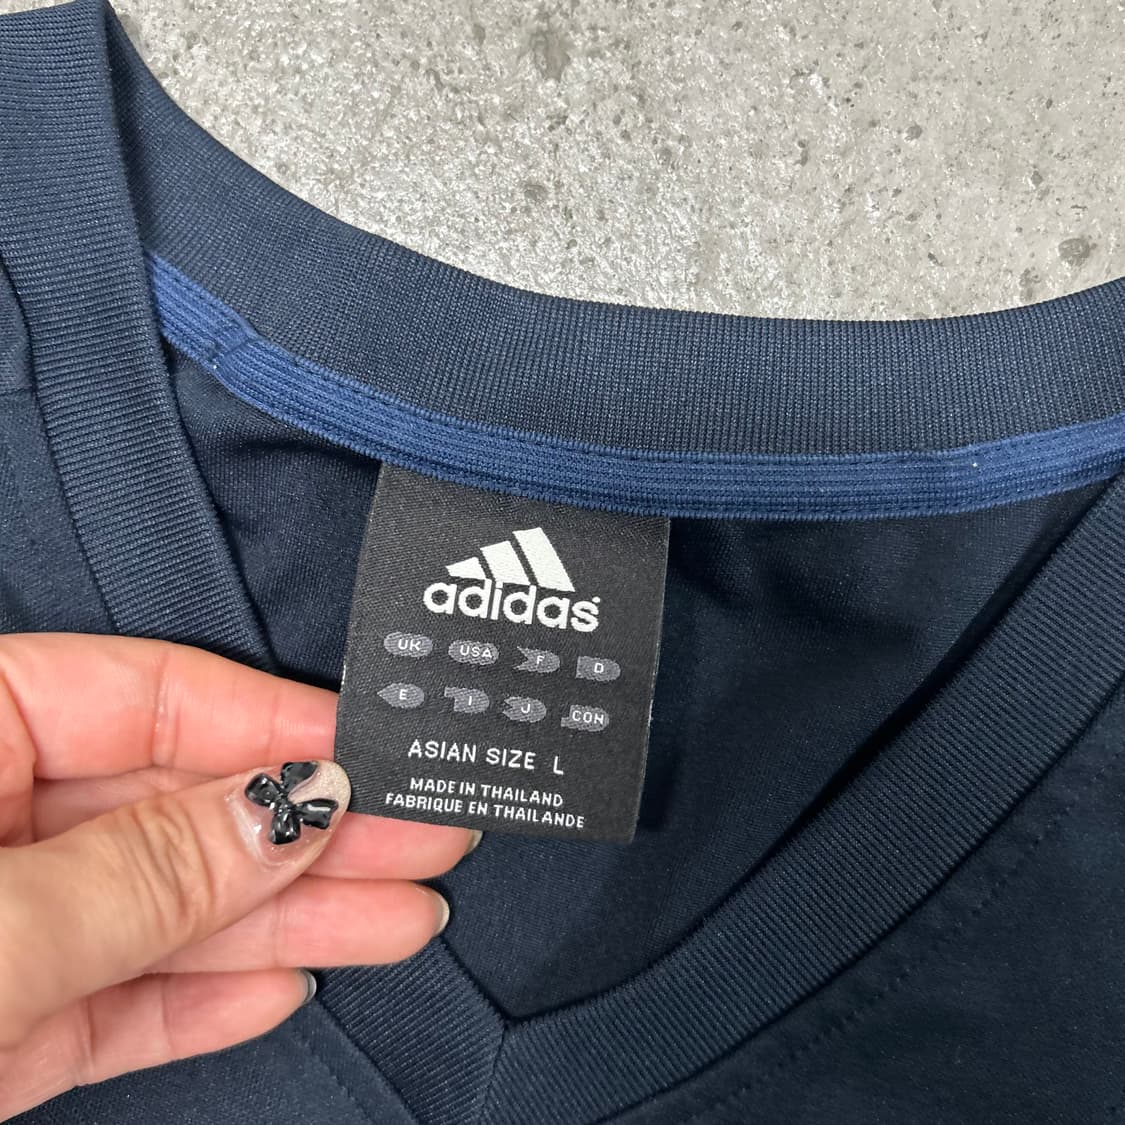 adidas
UK USA F D
E I J CON
ASIAN SIZE L
MADE IN THAILAND
FABRIQUE EN THAILANDE